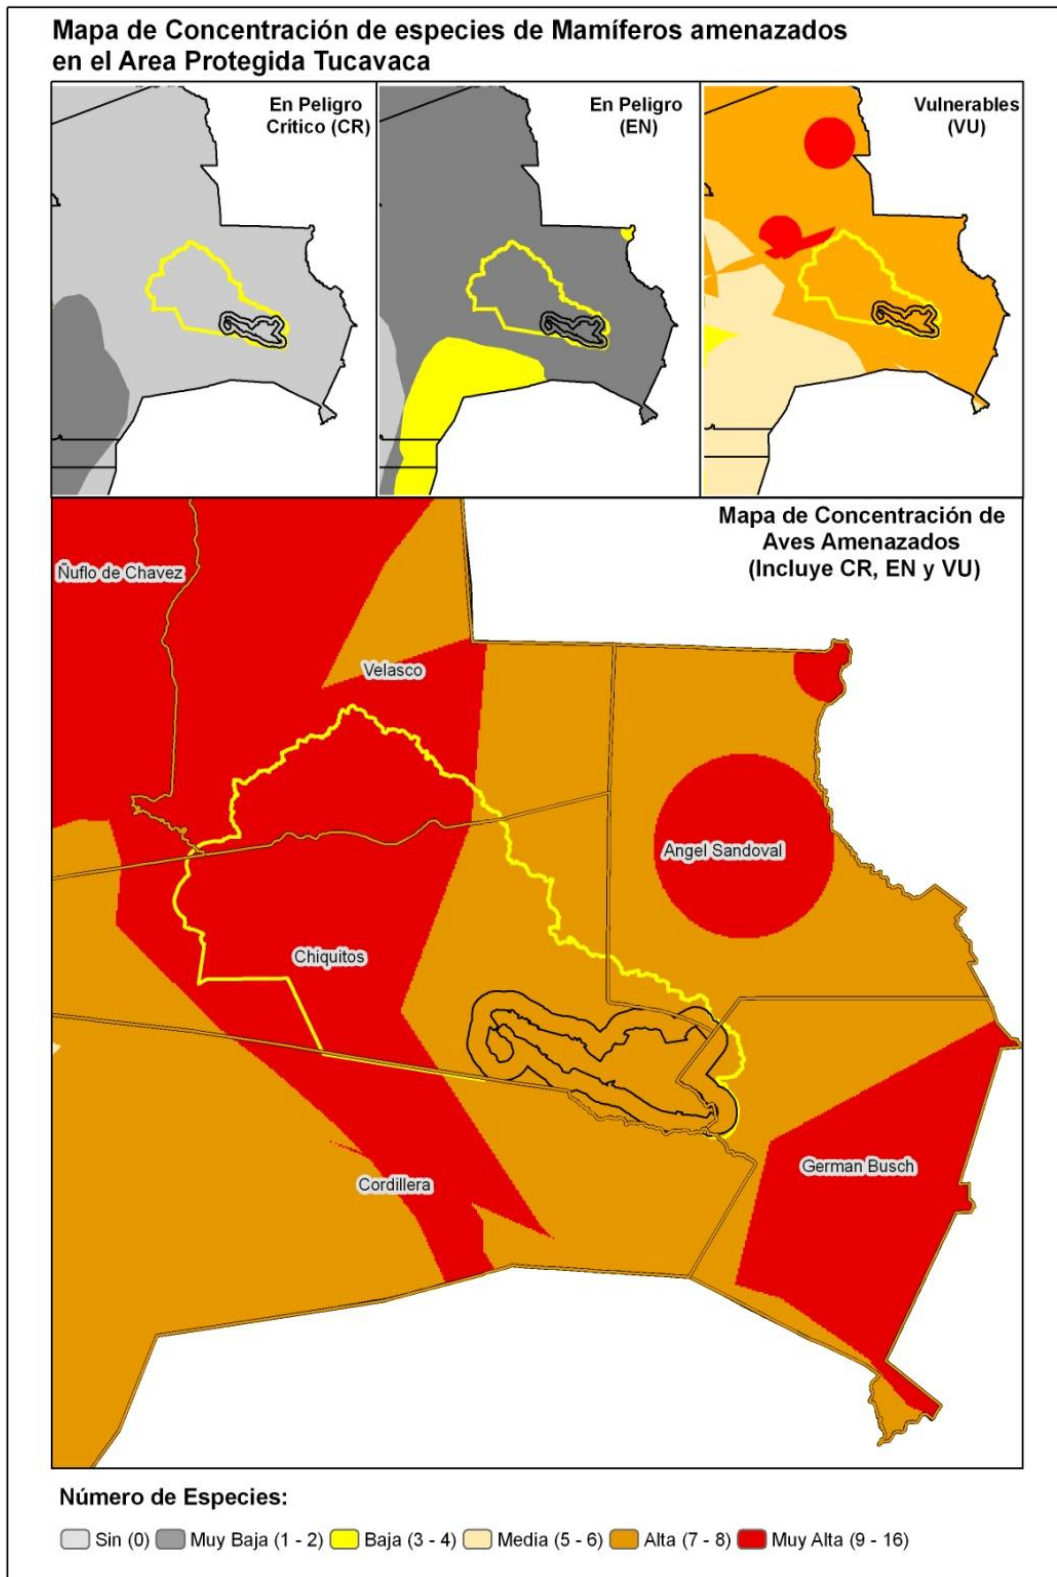 Mapa de Concentración de especies de Mamíferos amenazados
en el Area Protegida Tucavaca
En Peligro
Crítico (CR)
En Peligro
(EN)
Vulnerables
(VU)
Mapa de Concentración de
Aves Amenazados
(Incluye CR, EN y VU)
Ñuflo de Chavez
Velasco
Angel Sandoval
Chiquitos
German Busch
Cordillera
Número de Especies:
Sin (0) Muy Baja (1 - 2) Baja (3 - 4) Media (5 - 6) Alta (7 - 8) Muy Alta (9 - 16)